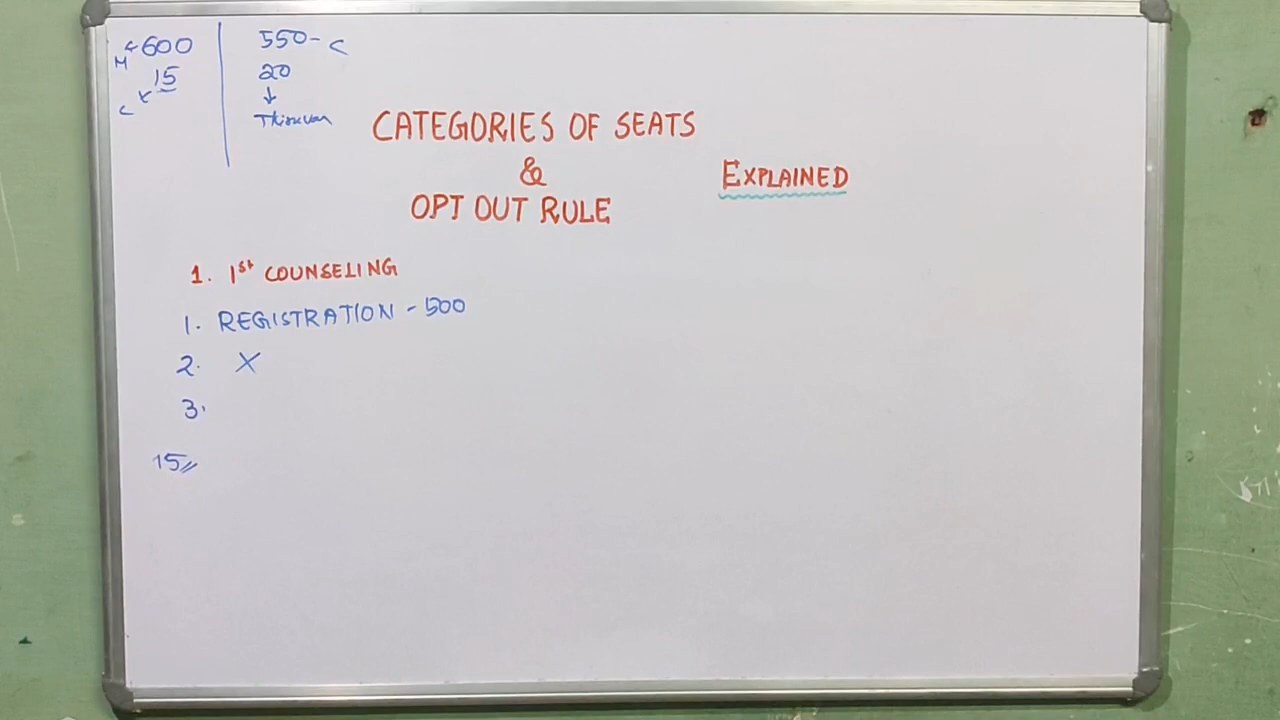 600
M
15
C
550 - C
20
↓
CATEGORIES OF SEATS
&
OPT OUT RULE
EXPLAINED
1. 1st COUNSELING
1. REGISTRATION - 500
2. X
3.
15